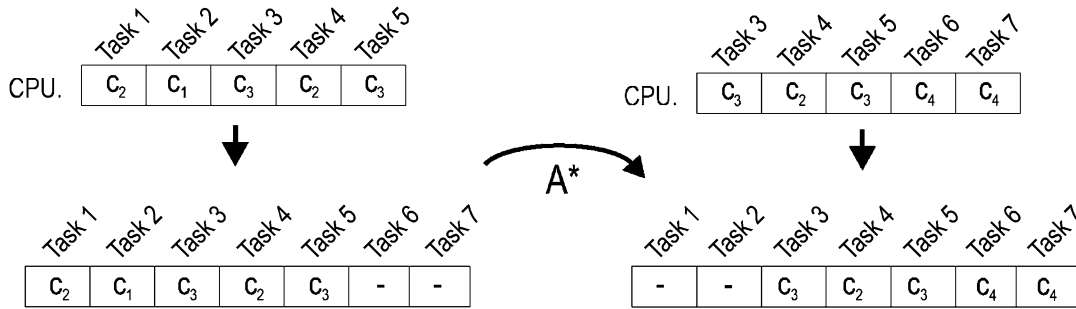 Task 1 Task 2 Task 3 Task 4 Task 5
CPU. C₂ C₁ C₃ C₂ C₃
Task 3 Task 4 Task 5 Task 6 Task 7
CPU. C₃ C₂ C₃ C₄ C₄
A*
Task 1 Task 2 Task 3 Task 4 Task 5 Task 6 Task 7
C₂ C₁ C₃ C₂ C₃ - -
Task 1 Task 2 Task 3 Task 4 Task 5 Task 6 Task 7
- - C₃ C₂ C₃ C₄ C₄